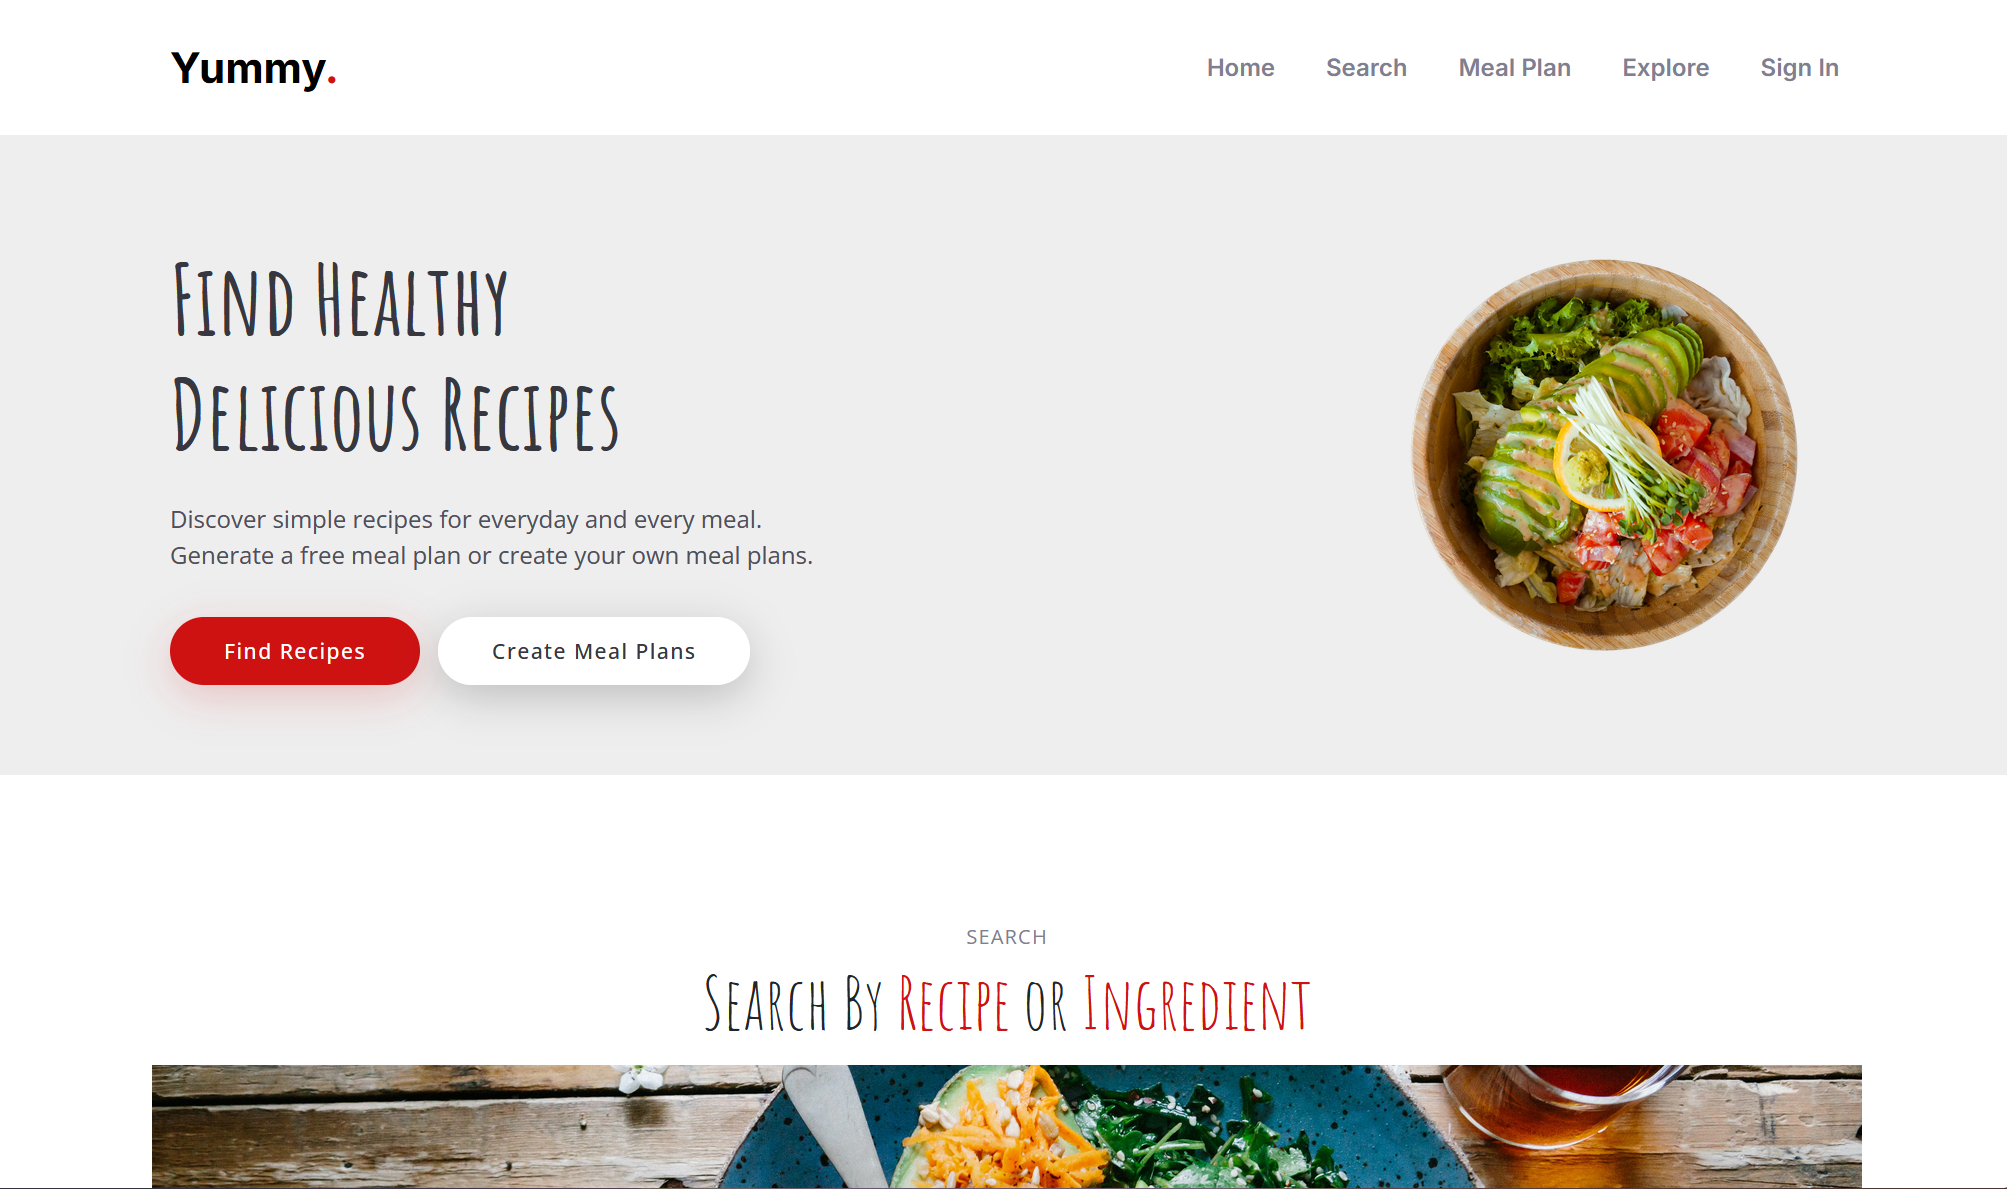 Yummy.
Home Search Meal Plan Explore Sign In
Find Healthy
Delicious Recipes
Discover simple recipes for everyday and every meal.
Generate a free meal plan or create your own meal plans.
Find Recipes Create Meal Plans
SEARCH
Search By Recipe or Ingredient